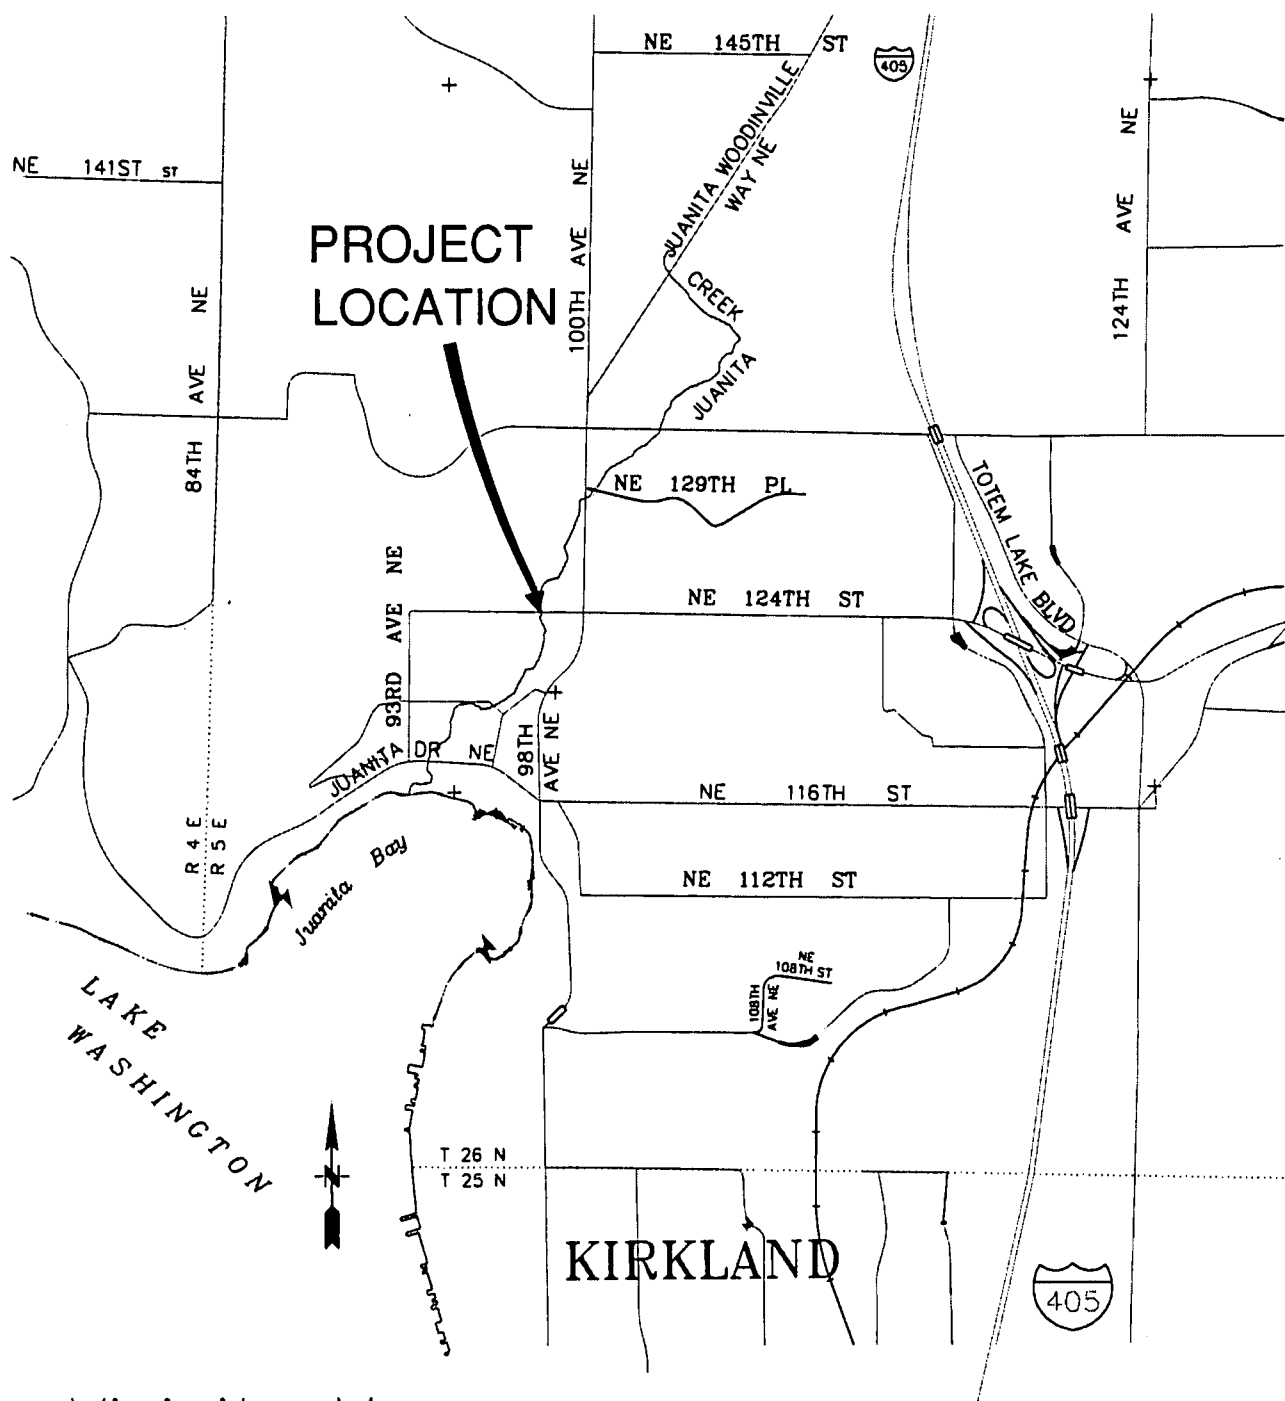 NE 145TH ST
405
NE 141ST ST
JUANITA WOODINVILLE
WAY NE
100TH AVE NE
124TH AVE NE
PROJECT
LOCATION
CREEK
JUANITA
84TH AVE NE
NE 129TH PL
TOTEM LAKE BLVD
93RD AVE NE
NE 124TH ST
JUANITA DR NE
98TH
AVE NE
NE 116TH ST
R 4 E
R 5 E
Juanita Bay
NE 112TH ST
NE
108TH ST
108TH
AVE NE
LAKE
WASHINGTON
N
T 26 N
T 25 N
KIRKLAND
405